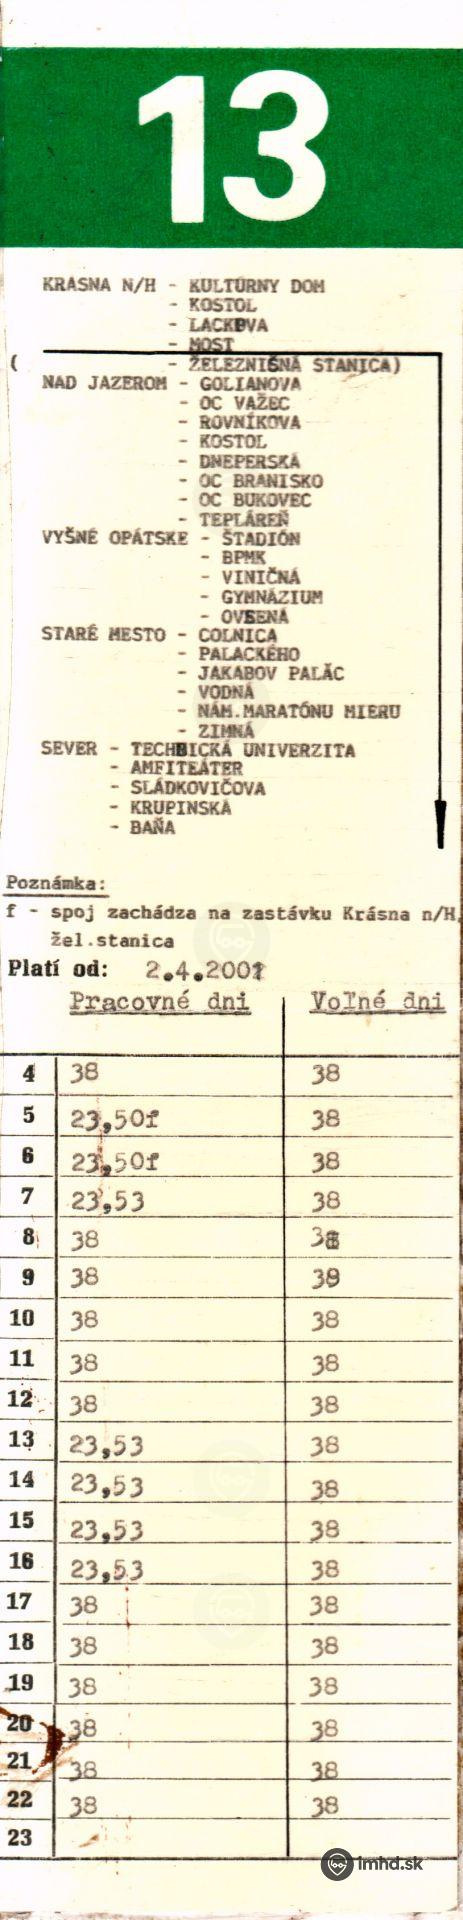 13
KRÁSNA N/H - KULTÚRNY DOM
- KOSTOL
- LACKOVA
- MOST
( - ŽELEZNIČNÁ STANICA)
NAD JAZEROM - GOLIANOVA
- OC VAŽEC
- ROVNÍKOVA
- KOSTOL
- DNEPERSKÁ
- OC BRANISKO
- OC BUKOVEC
- TEPLÁREŇ
VYŠNÉ OPÁTSKE - ŠTADIÓN
- BPMK
- VINIČNÁ
- GYMNÁZIUM
- OVSENÁ
STARÉ MESTO - COLNICA
- PALACKÉHO
- JAKABOV PALÁC
- VODNÁ
- NÁM.MARATÓNU MIERU
- ZIMNÁ
SEVER - TECHNICKÁ UNIVERZITA
- AMFITEÁTER
- SLÁDKOVIČOVA
- KRUPINSKÁ
- BAŇA
Poznámka:
f - spoj zachádza na zastávku Krásna n/H,
žel.stanica
Platí od: 2.4.2001
Pracovné dni Voľné dni
4 38 38
5 23,50f 38
6 23,50f 38
7 23,53 38
8 38 38
9 38 38
10 38 38
11 38 38
12 38 38
13 23,53 38
14 23,53 38
15 23,53 38
16 23,53 38
17 38 38
18 38 38
19 38 38
20 38 38
21 38 38
22 38 38
23
imhd.sk